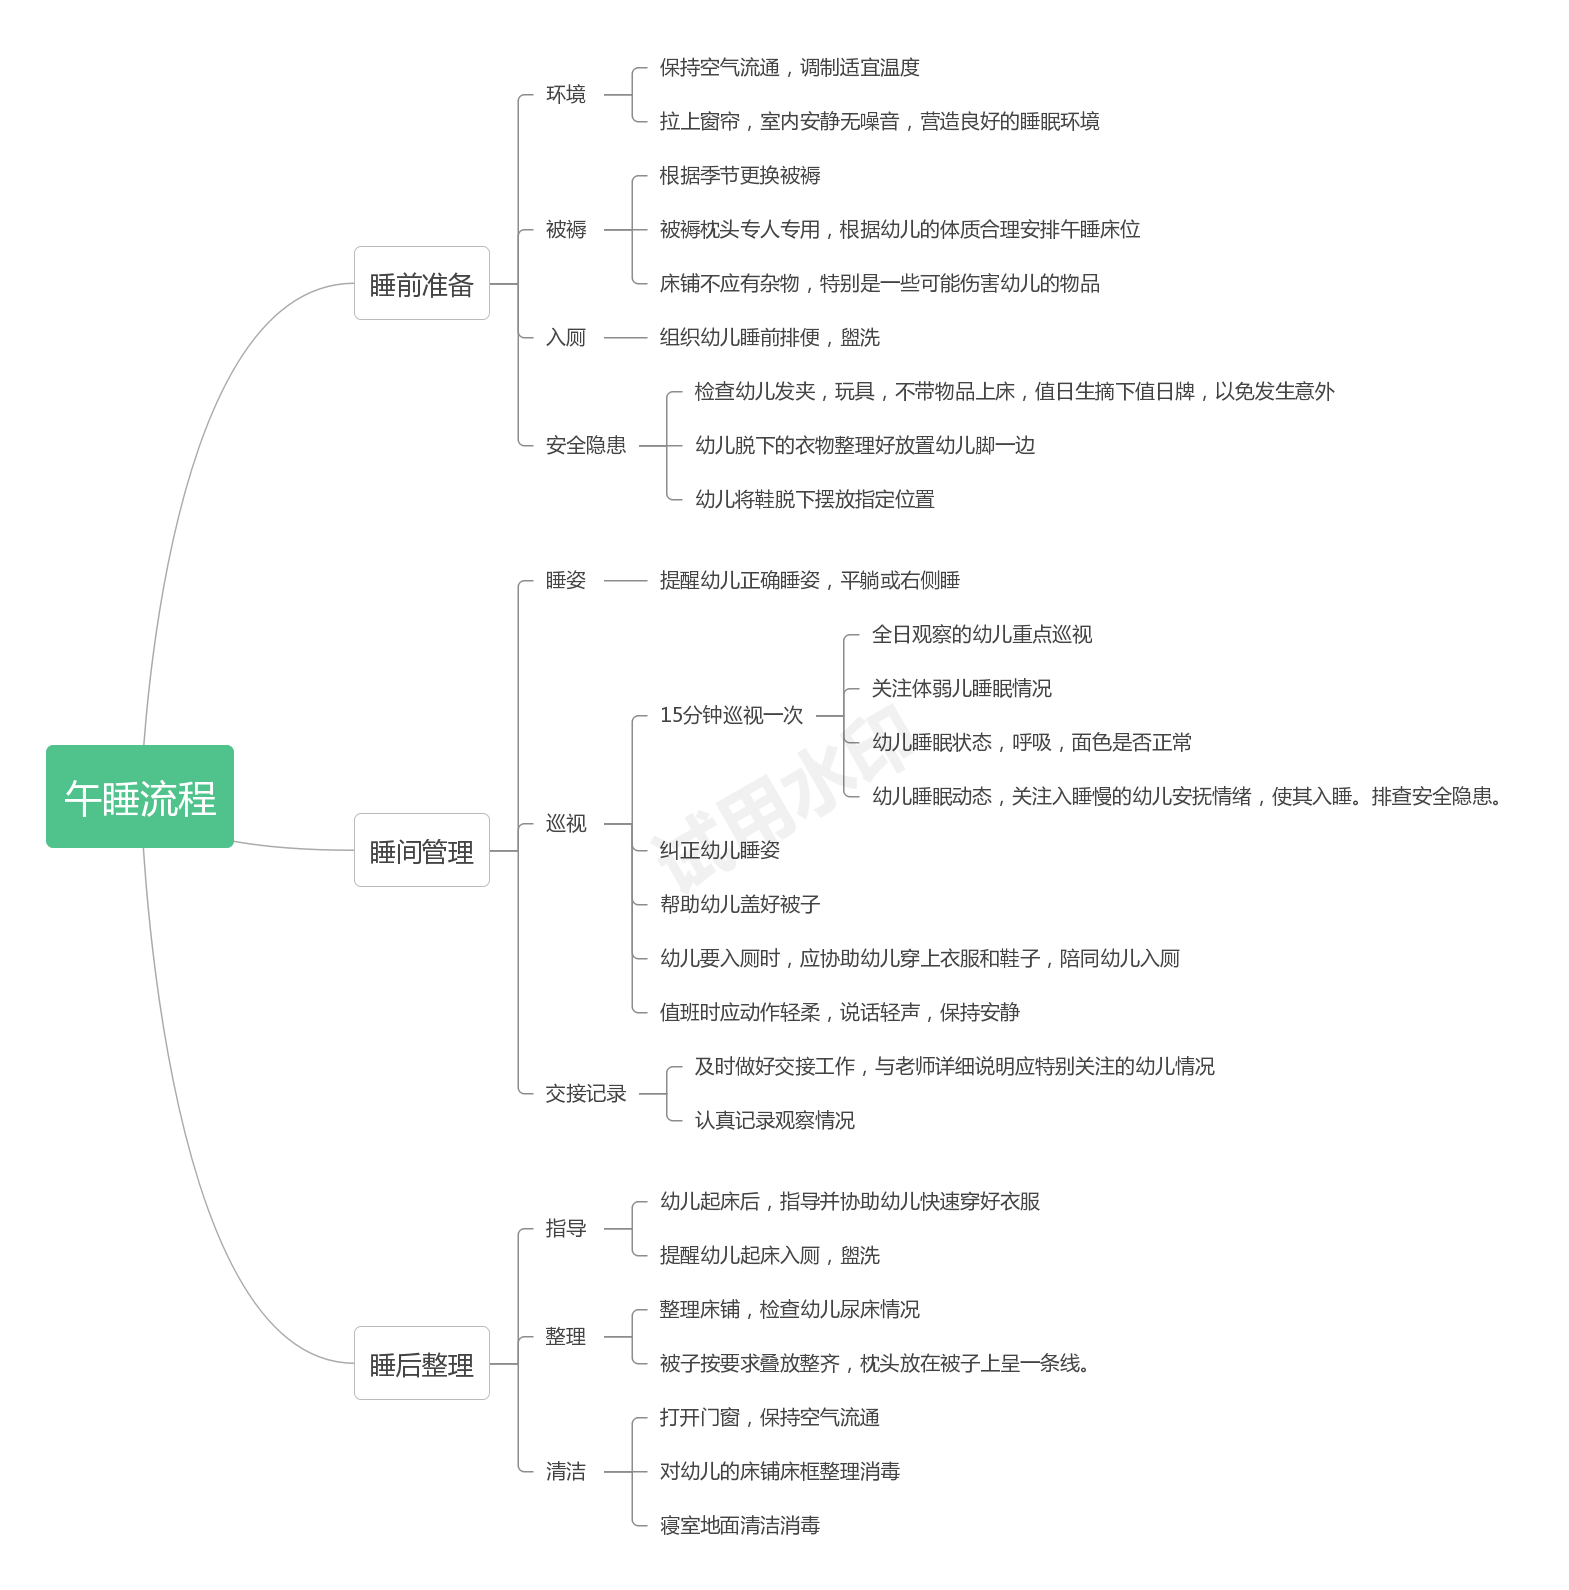 午睡流程
睡前准备
环境
保持空气流通，调制适宜温度
拉上窗帘，室内安静无噪音，营造良好的睡眠环境
被褥
根据季节更换被褥
被褥枕头专人专用，根据幼儿的体质合理安排午睡床位
床铺不应有杂物，特别是一些可能伤害幼儿的物品
入厕
组织幼儿睡前排便，盥洗
安全隐患
检查幼儿发夹，玩具，不带物品上床，值日生摘下值日牌，以免发生意外
幼儿脱下的衣物整理好放置幼儿脚一边
幼儿将鞋脱下摆放指定位置
睡间管理
睡姿
提醒幼儿正确睡姿，平躺或右侧睡
巡视
15分钟巡视一次
全日观察的幼儿重点巡视
关注体弱儿睡眠情况
幼儿睡眠状态，呼吸，面色是否正常
幼儿睡眠动态，关注入睡慢的幼儿安抚情绪，使其入睡。排查安全隐患。
纠正幼儿睡姿
帮助幼儿盖好被子
幼儿要入厕时，应协助幼儿穿上衣服和鞋子，陪同幼儿入厕
值班时应动作轻柔，说话轻声，保持安静
交接记录
及时做好交接工作，与老师详细说明应特别关注的幼儿情况
认真记录观察情况
睡后整理
指导
幼儿起床后，指导并协助幼儿快速穿好衣服
提醒幼儿起床入厕，盥洗
整理
整理床铺，检查幼儿尿床情况
被子按要求叠放整齐，枕头放在被子上呈一条线。
清洁
打开门窗，保持空气流通
对幼儿的床铺床框整理消毒
寝室地面清洁消毒
试用水印